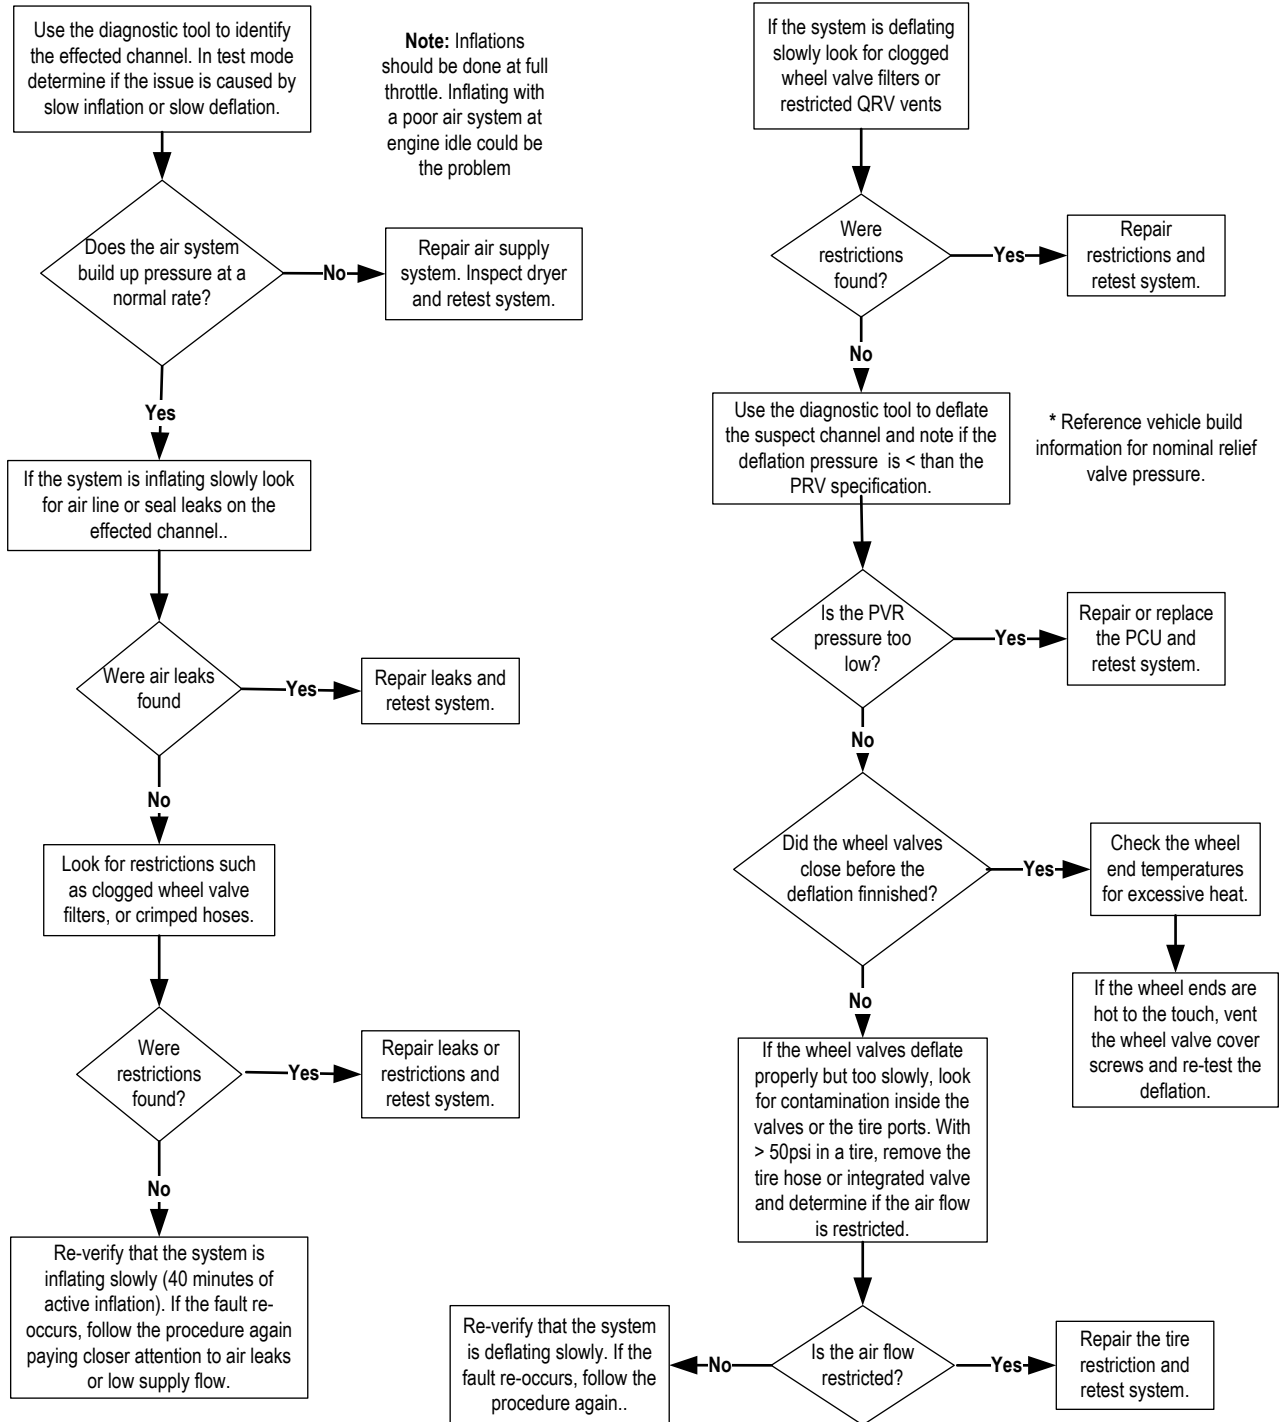 Use the diagnostic tool to identify
the effected channel. In test mode
determine if the issue is caused by
slow inflation or slow deflation.
Note: Inflations
should be done at full
throttle. Inflating with
a poor air system at
engine idle could be
the problem
Does the air system
build up pressure at a
normal rate?
No
Repair air supply
system. Inspect dryer
and retest system.
Yes
If the system is inflating slowly look
for air line or seal leaks on the
effected channel..
Were air leaks
found
Yes
Repair leaks and
retest system.
No
Look for restrictions such
as clogged wheel valve
filters, or crimped hoses.
Were
restrictions
found?
Yes
Repair leaks or
restrictions and
retest system.
No
Re-verify that the system is
inflating slowly (40 minutes of
active inflation). If the fault re-
occurs, follow the procedure again
paying closer attention to air leaks
or low supply flow.
If the system is deflating
slowly look for clogged
wheel valve filters or
restricted QRV vents
Were
restrictions
found?
Yes
Repair
restrictions and
retest system.
No
Use the diagnostic tool to deflate
the suspect channel and note if the
deflation pressure is < than the
PRV specification.
* Reference vehicle build
information for nominal relief
valve pressure.
Is the PVR
pressure too
low?
Yes
Repair or replace
the PCU and
retest system.
No
Did the wheel valves
close before the
deflation finnished?
Yes
Check the wheel
end temperatures
for excessive heat.
If the wheel ends are
hot to the touch, vent
the wheel valve cover
screws and re-test the
deflation.
No
If the wheel valves deflate
properly but too slowly, look
for contamination inside the
valves or the tire ports. With
> 50psi in a tire, remove the
tire hose or integrated valve
and determine if the air flow
is restricted.
Is the air flow
restricted?
No
Re-verify that the system
is deflating slowly. If the
fault re-occurs, follow the
procedure again..
Yes
Repair the tire
restriction and
retest system.